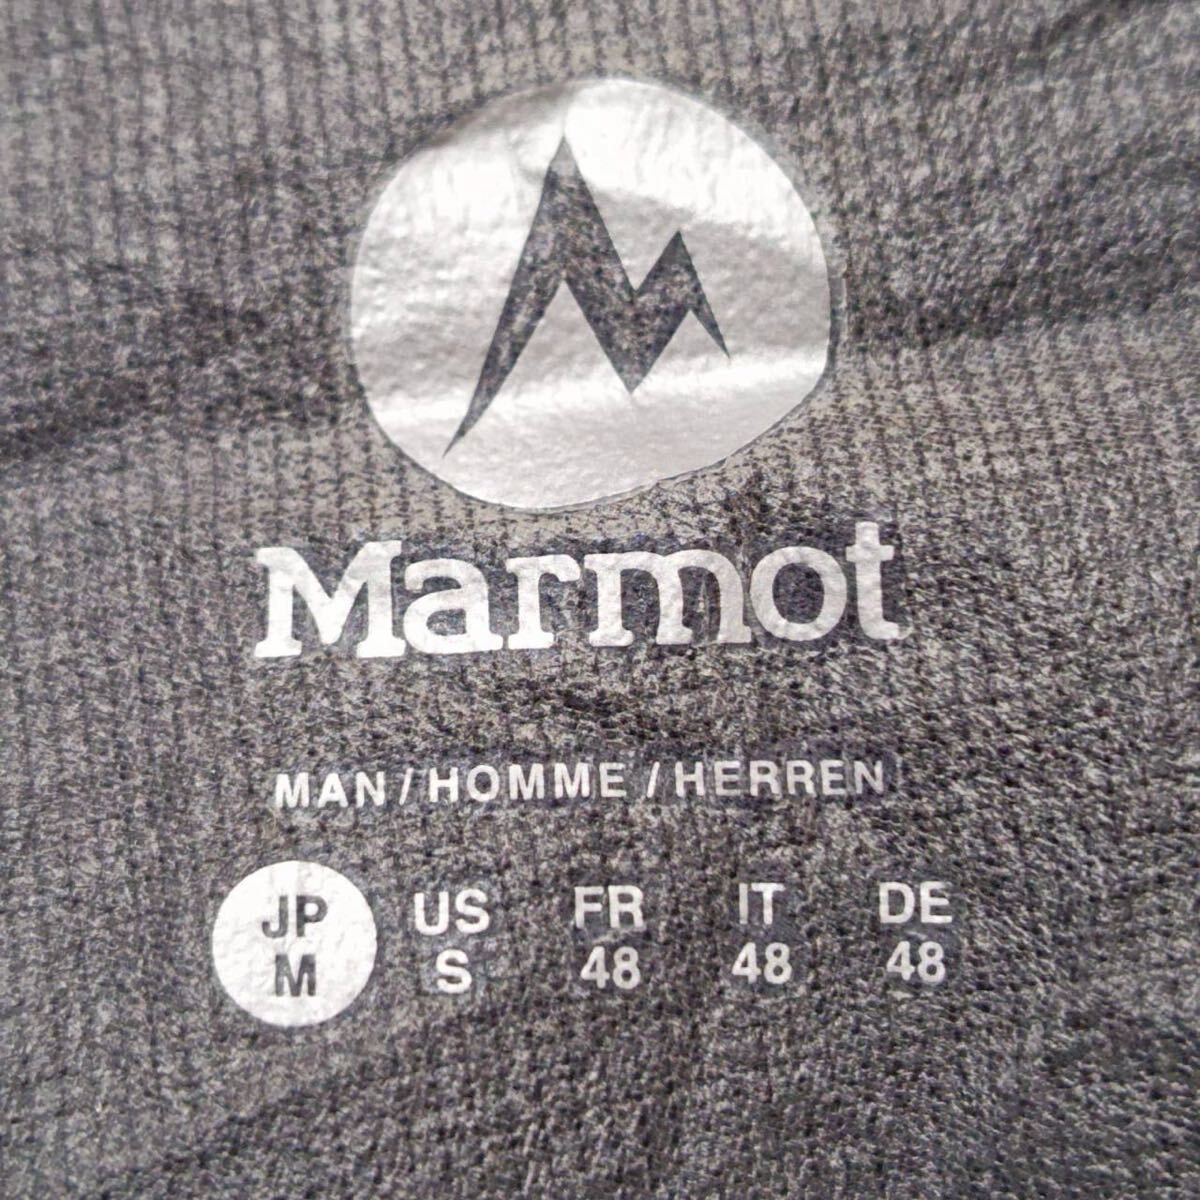 Marmot
MAN/HOMME/HERREN
JP US FR IT DE
M S 48 48 48